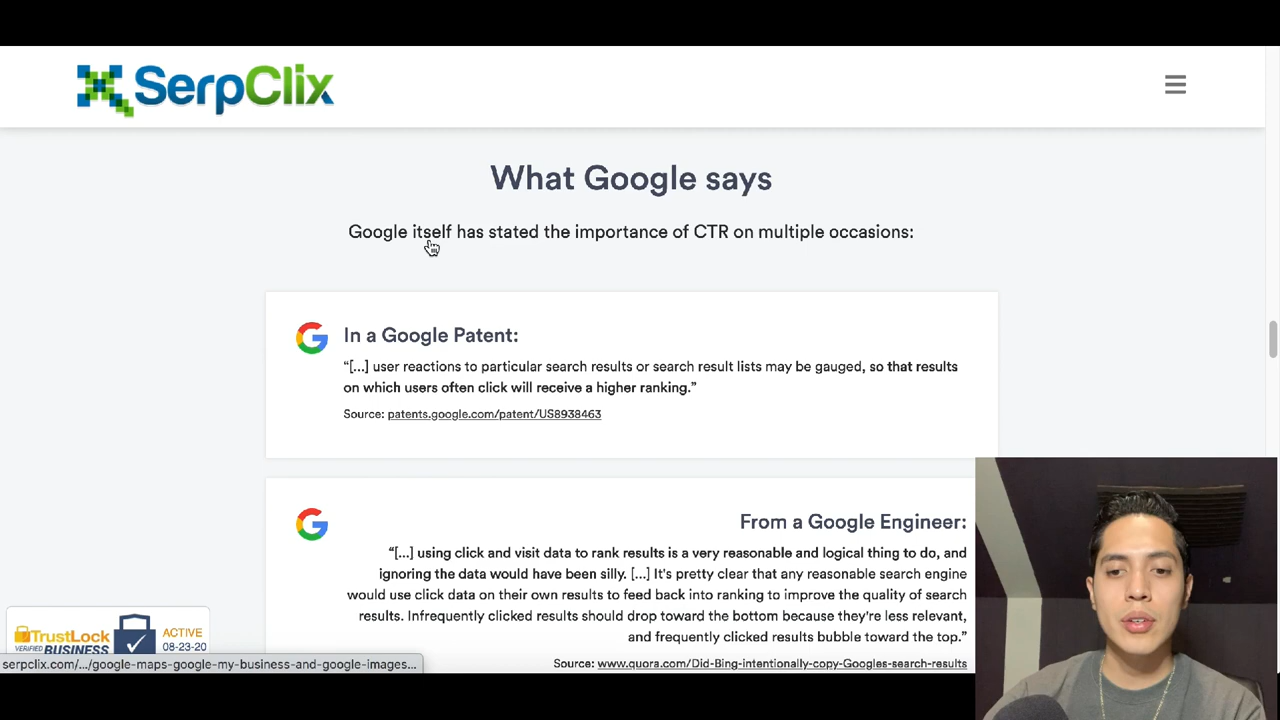 SerpClix
What Google says
Google itself has stated the importance of CTR on multiple occasions:
In a Google Patent:
“[...] user reactions to particular search results or search result lists may be gauged, so that results
on which users often click will receive a higher ranking.”
Source: patents.google.com/patent/US8938463
From a Google Engineer:
“[...] using click and visit data to rank results is a very reasonable and logical thing to do, and
ignoring the data would have been silly. [...] It's pretty clear that any reasonable search engine
would use click data on their own results to feed back into ranking to improve the quality of search
results. Infrequently clicked results should drop toward the bottom because they're less relevant,
and frequently clicked results bubble toward the top.”
Source: www.quora.com/Did-Bing-intentionally-copy-Googles-search-results
TrustLock
VERIFIED BUSINESS
ACTIVE
08-23-20
serpclix.com/.../google-maps-google-my-business-and-google-images...